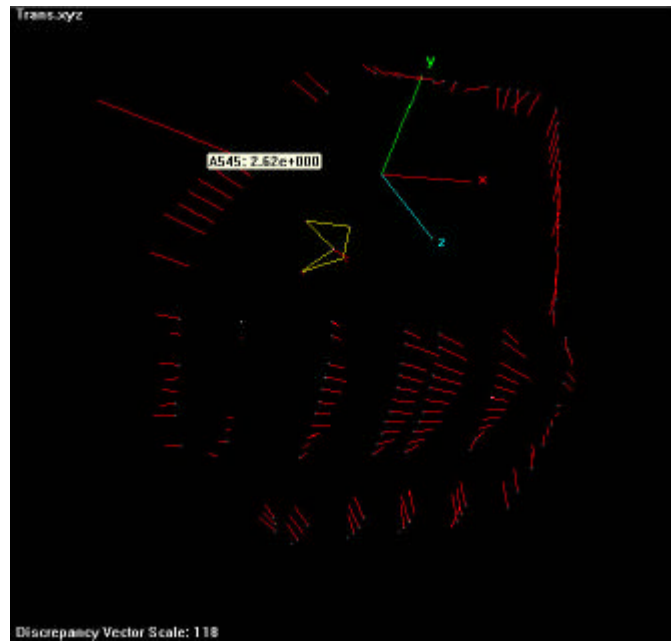 Trans.xyz
y
A545: 2.62e+000
x
z
Discrepancy Vector Scale: 118